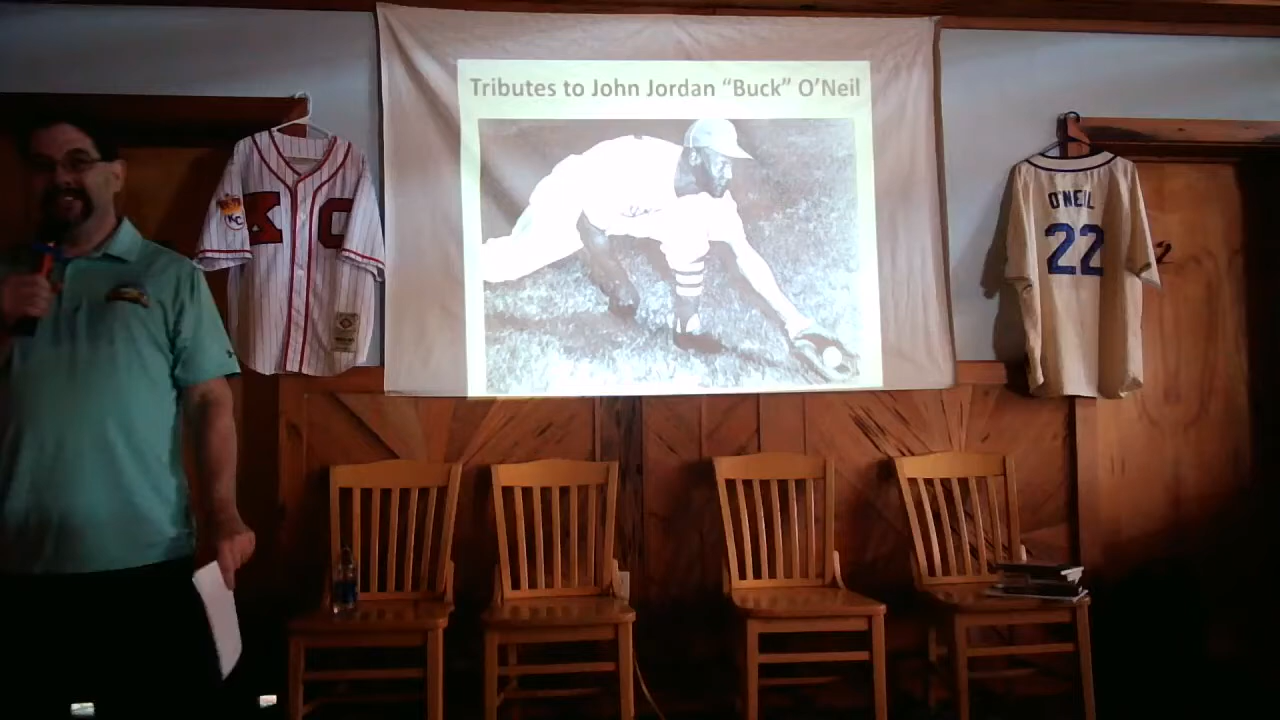 Tributes to John Jordan “Buck” O’Neil
KC
K C
O'NEIL
22